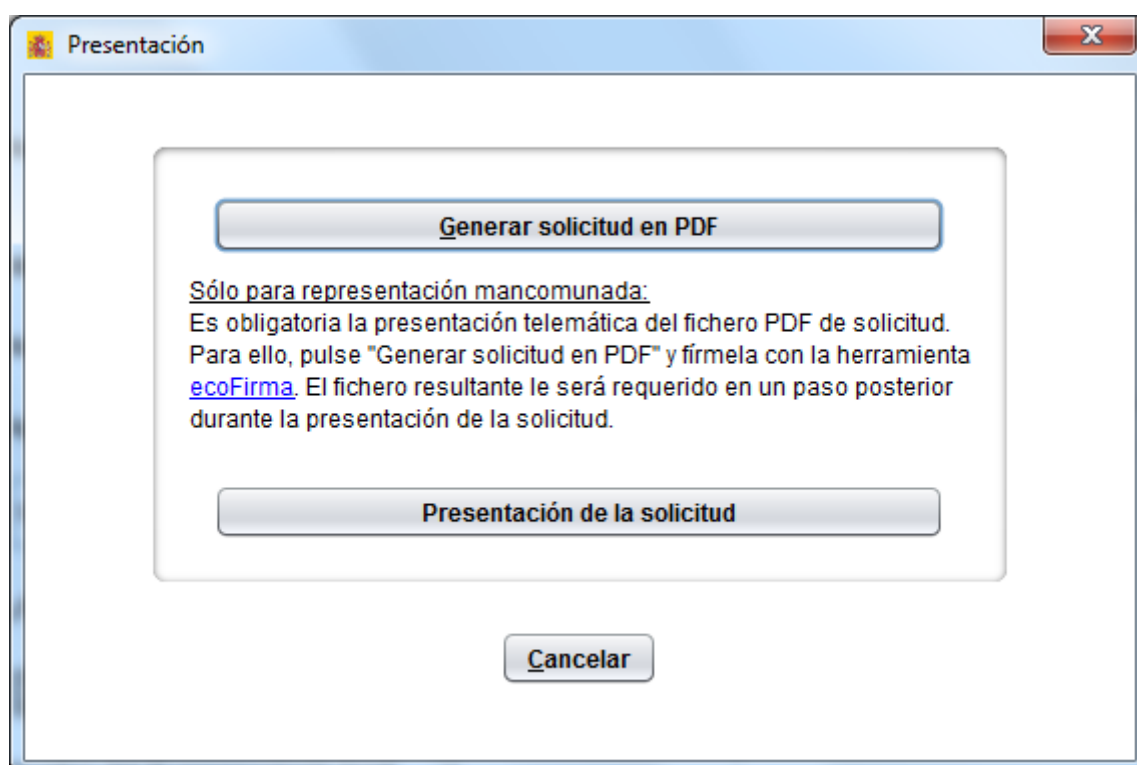 Presentación
Generar solicitud en PDF
Sólo para representación mancomunada:
Es obligatoria la presentación telemática del fichero PDF de solicitud.
Para ello, pulse "Generar solicitud en PDF" y fírmela con la herramienta
ecoFirma. El fichero resultante le será requerido en un paso posterior
durante la presentación de la solicitud.
Presentación de la solicitud
Cancelar